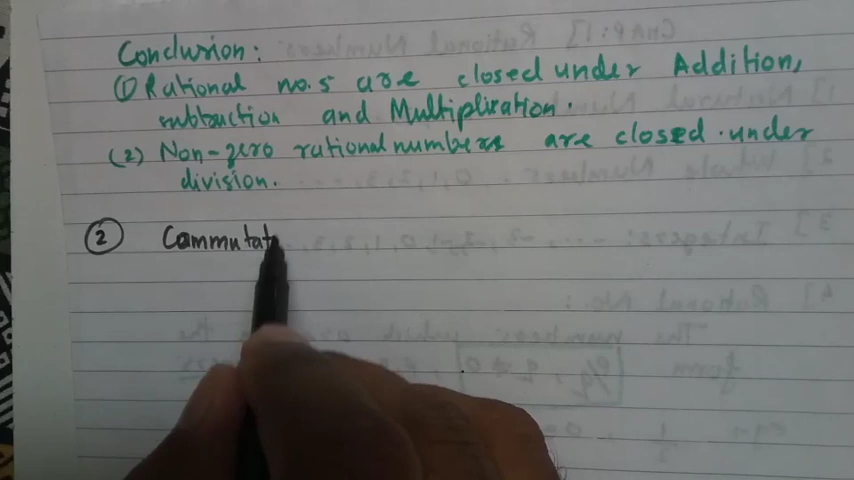 Conclusion:
(1) Rational no.s are closed under Addition,
subtraction and Multiplication.
(2) Non-zero rational numbers are closed under
division.
(2) Commutat